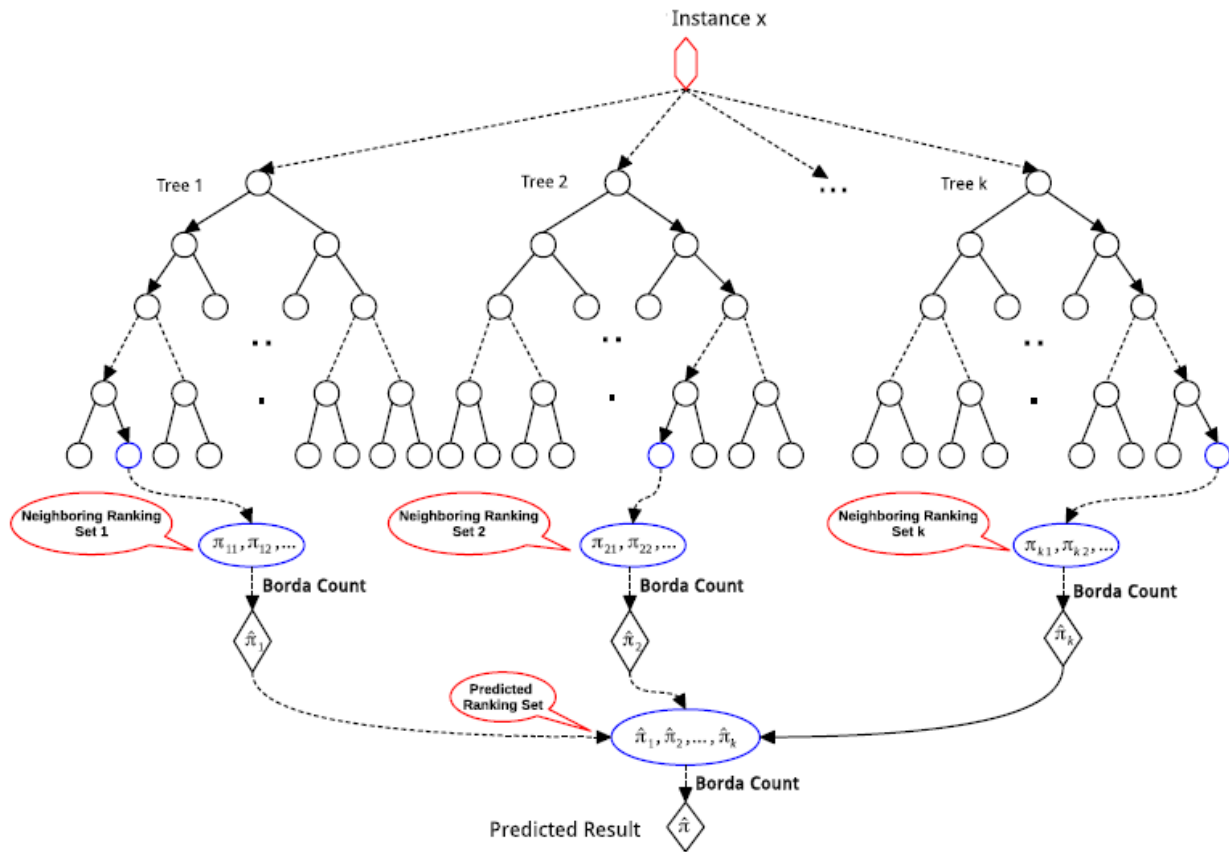 Instance x
Tree 1
Tree 2
...
Tree k
Neighboring Ranking
Set 1
Neighboring Ranking
Set 2
Neighboring Ranking
Set k
π₁₁, π₁₂, ...
π₂₁, π₂₂, ...
πₖ₁, πₖ₂, ...
Borda Count
Borda Count
Borda Count
π̂₁
π̂₂
π̂ₖ
Predicted
Ranking Set
π̂₁, π̂₂, ..., π̂ₖ
Borda Count
Predicted Result
π̂